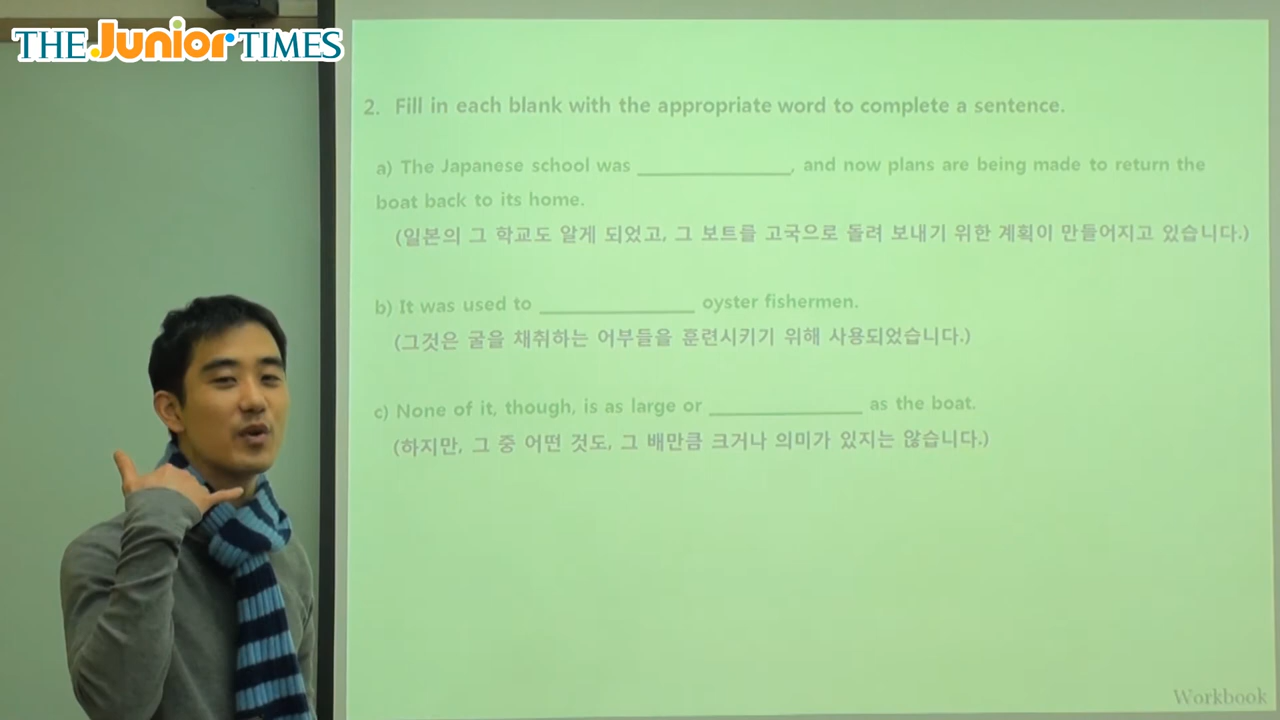 THE Junior TIMES
2. Fill in each blank with the appropriate word to complete a sentence.
a) The Japanese school was ______________, and now plans are being made to return the
boat back to its home.
(일본의 그 학교도 알게 되었고, 그 보트를 고국으로 돌려 보내기 위한 계획이 만들어지고 있습니다.)
b) It was used to ______________ oyster fishermen.
(그것은 굴을 채취하는 어부들을 훈련시키기 위해 사용되었습니다.)
c) None of it, though, is as large or ______________ as the boat.
(하지만, 그 중 어떤 것도, 그 배만큼 크거나 의미가 있지는 않습니다.)
Workbook